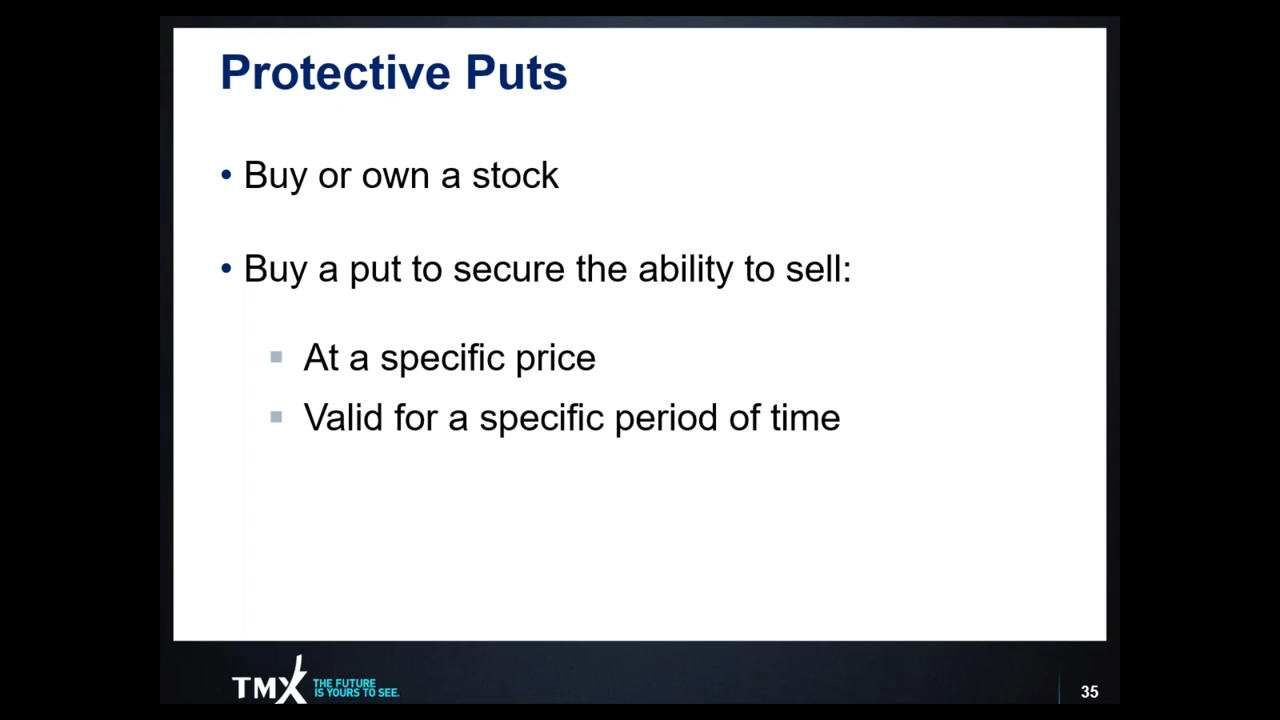 Protective Puts
• Buy or own a stock
• Buy a put to secure the ability to sell:
▪ At a specific price
▪ Valid for a specific period of time
TMX
THE FUTURE
IS YOURS TO SEE.
35